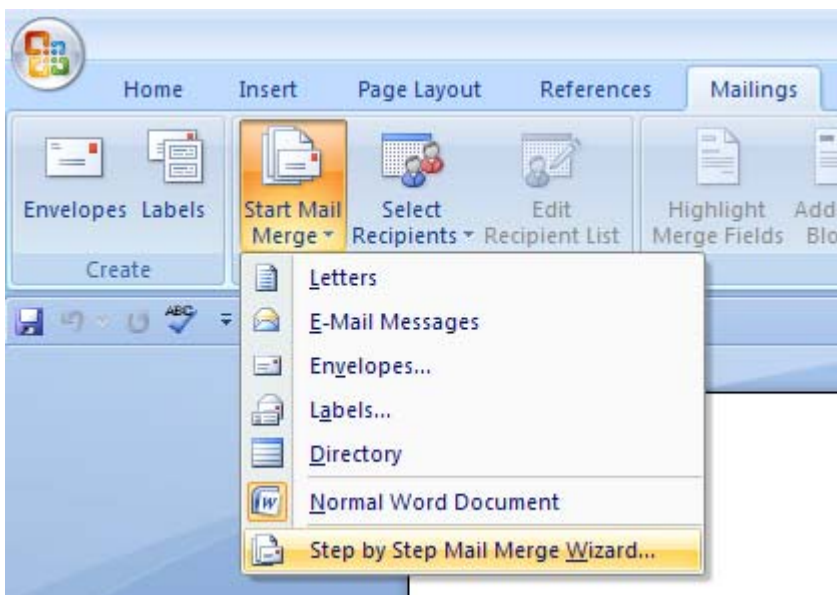 Home Insert Page Layout References Mailings
Envelopes Labels Start Mail Select Edit Highlight
Merge Recipients Recipient List Merge Fields
Create
ABC
Letters
E-Mail Messages
Envelopes...
Labels...
Directory
Normal Word Document
Step by Step Mail Merge Wizard...